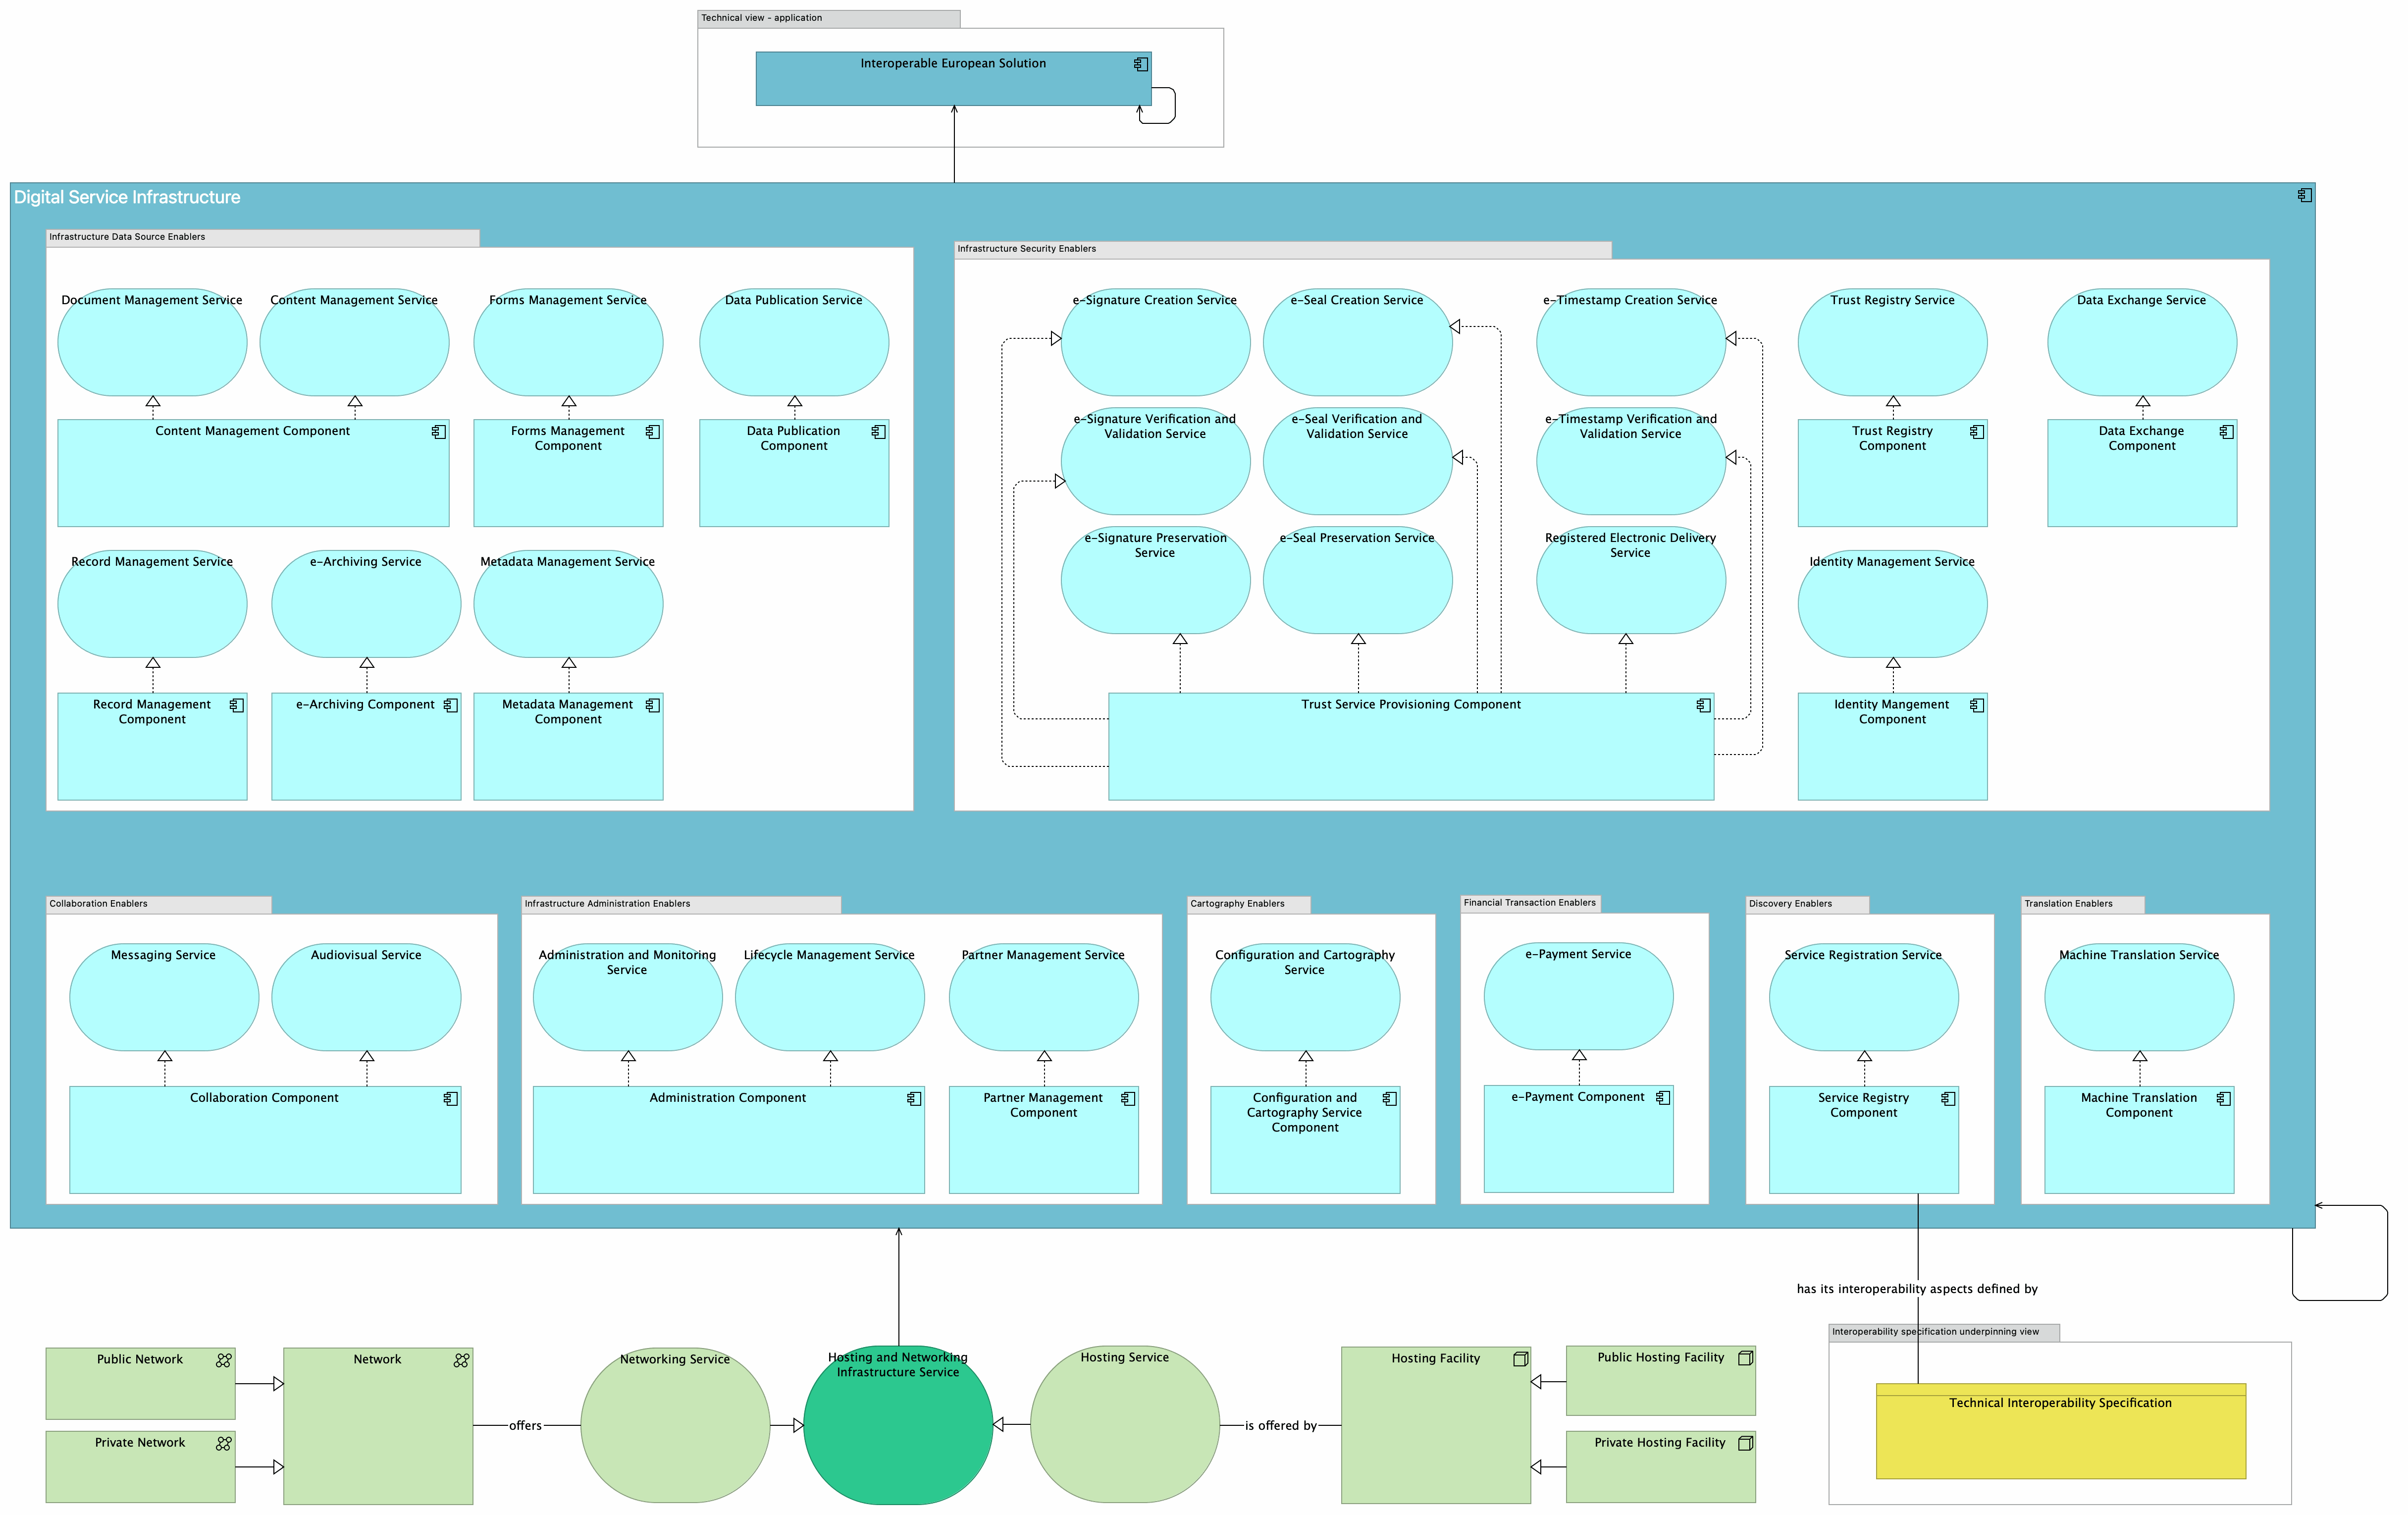 Technical view - application
Interoperable European Solution
Digital Service Infrastructure
Infrastructure Data Source Enablers
Document Management Service
Content Management Service
Forms Management Service
Data Publication Service
Content Management Component
Forms Management
Component
Data Publication
Component
Record Management Service
e-Archiving Service
Metadata Management Service
Record Management
Component
e-Archiving Component
Metadata Management
Component
Infrastructure Security Enablers
e-Signature Creation Service
e-Seal Creation Service
e-Timestamp Creation Service
Trust Registry Service
Data Exchange Service
e-Signature Verification and
Validation Service
e-Seal Verification and
Validation Service
e-Timestamp Verification and
Validation Service
Trust Registry
Component
Data Exchange
Component
e-Signature Preservation
Service
e-Seal Preservation Service
Registered Electronic Delivery
Service
Identity Management Service
Trust Service Provisioning Component
Identity Mangement
Component
Collaboration Enablers
Messaging Service
Audiovisual Service
Collaboration Component
Infrastructure Administration Enablers
Administration and Monitoring
Service
Lifecycle Management Service
Partner Management Service
Administration Component
Partner Management
Component
Cartography Enablers
Configuration and Cartography
Service
Configuration and
Cartography Service
Component
Financial Transaction Enablers
e-Payment Service
e-Payment Component
Discovery Enablers
Service Registration Service
Service Registry
Component
Translation Enablers
Machine Translation Service
Machine Translation
Component
has its interoperability aspects defined by
Public Network
Private Network
Network
offers
Networking Service
Hosting and Networking
Infrastructure Service
Hosting Service
is offered by
Hosting Facility
Public Hosting Facility
Private Hosting Facility
Interoperability specification underpinning view
Technical Interoperability Specification